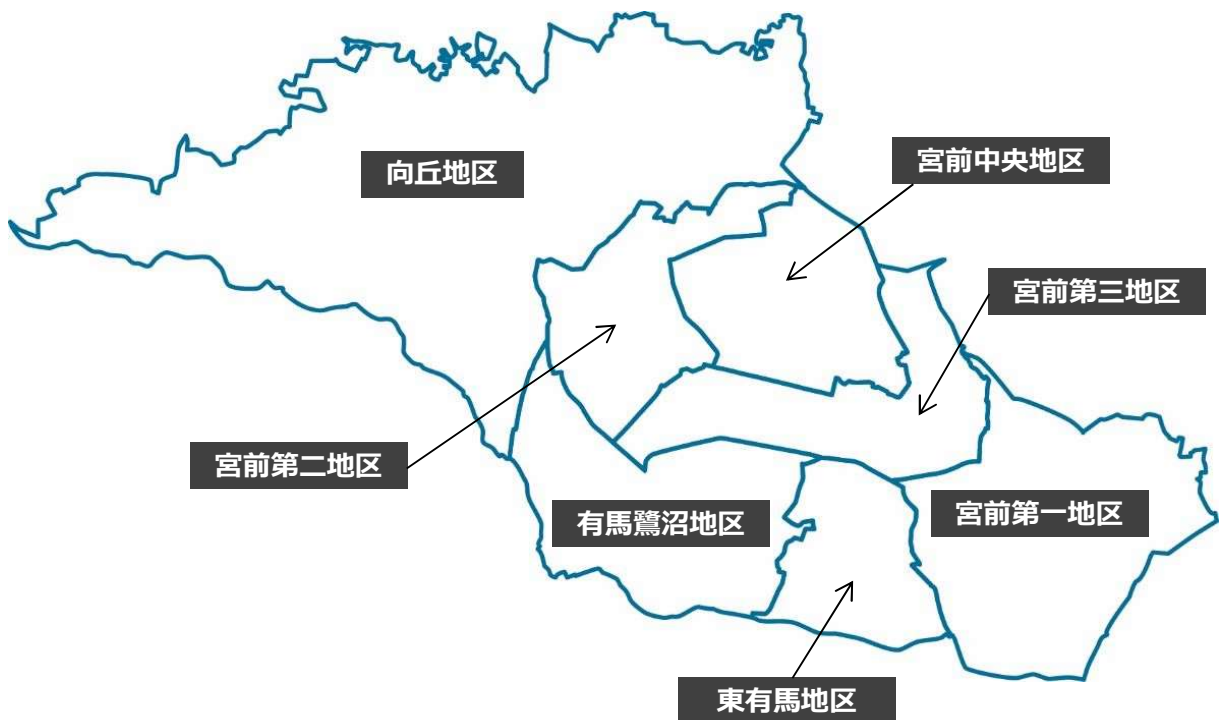 向丘地区
宮前中央地区
宮前第三地区
宮前第二地区
有馬鷺沼地区
宮前第一地区
東有馬地区